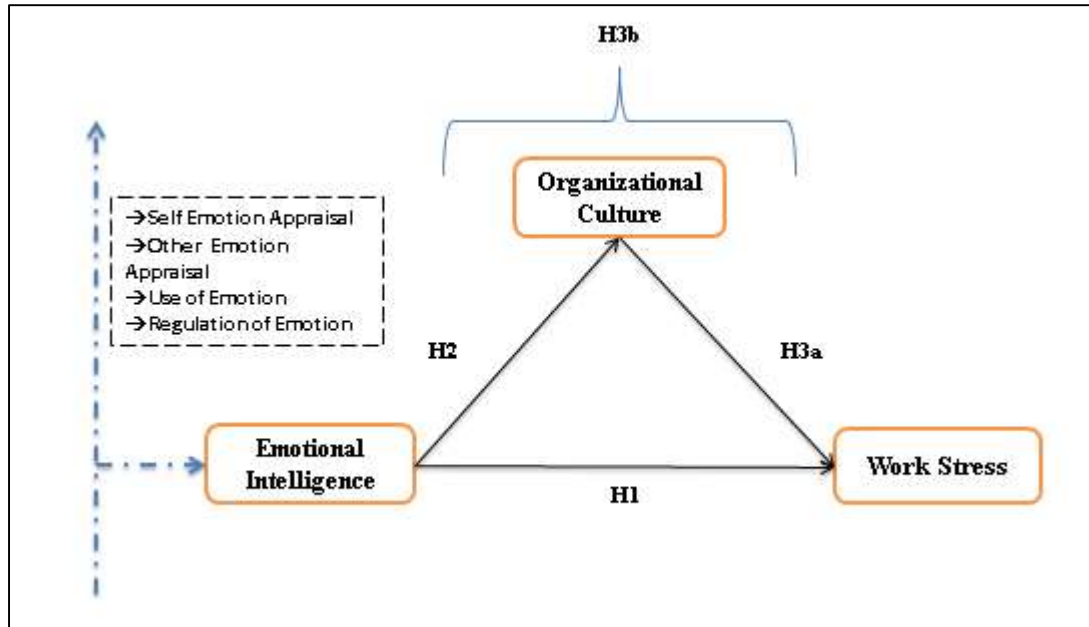 H3b
Organizational
Culture
→Self Emotion Appraisal
→Other Emotion
Appraisal
→Use of Emotion
→Regulation of Emotion
H2
H3a
Emotional
Intelligence
Work Stress
H1